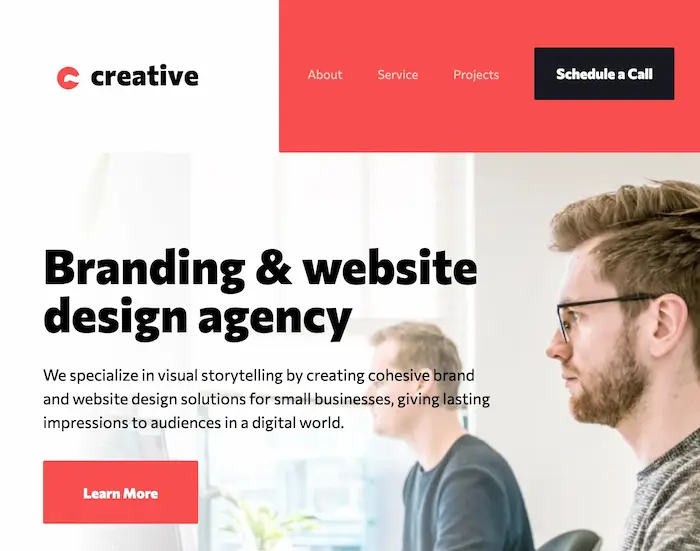 creative
About
Service
Projects
Schedule a Call
Branding & website
design agency
We specialize in visual storytelling by creating cohesive brand
and website design solutions for small businesses, giving lasting
impressions to audiences in a digital world.
Learn More